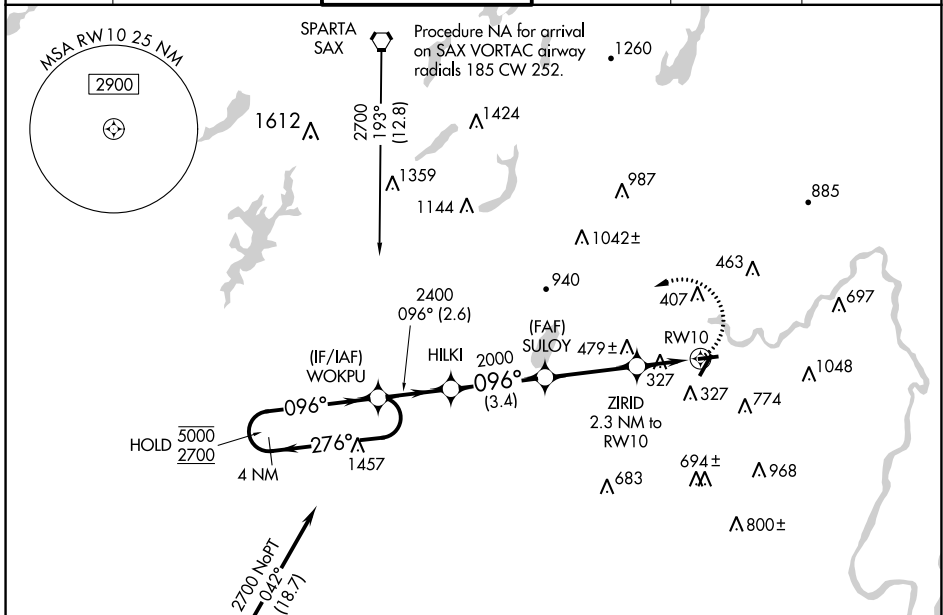 MSA RW10 25 NM
2900
SPARTA
SAX
Procedure NA for arrival
on SAX VORTAC airway
radials 185 CW 252.
1260
1612
2700
193°
(12.8)
1424
1359
1144
987
885
1042±
463
940
407
697
2400
096° (2.6)
(FAF)
SULOY
479±
RW10
(IF/IAF)
WOKPU
HILKI
2000
096°
(3.4)
327
1048
096°
ZIRID
2.3 NM to
RW10
327
774
HOLD
5000
2700
276°
1457
4 NM
683
694±
968
800±
2700 NoPT
042°
(18.7)